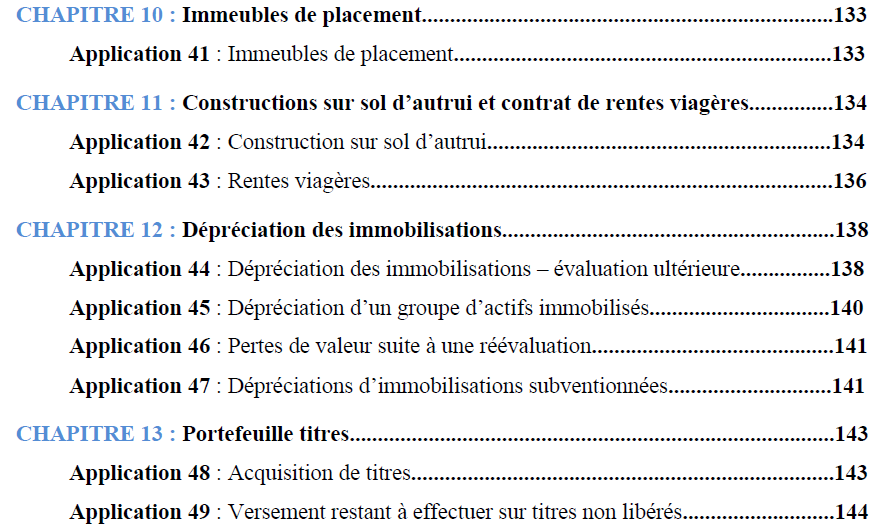 CHAPITRE 10 : Immeubles de placement..........................................................................133
Application 41 : Immeubles de placement...................................................................133
CHAPITRE 11 : Constructions sur sol d’autrui et contrat de rentes viagères...............134
Application 42 : Construction sur sol d’autrui..............................................................134
Application 43 : Rentes viagères...................................................................................136
CHAPITRE 12 : Dépréciation des immobilisations............................................................138
Application 44 : Dépréciation des immobilisations – évaluation ultérieure................138
Application 45 : Dépréciation d’un groupe d’actifs immobilisés................................140
Application 46 : Pertes de valeur suite à une réévaluation...........................................141
Application 47 : Dépréciations d’immobilisations subventionnées.............................141
CHAPITRE 13 : Portefeuille titres.......................................................................................143
Application 48 : Acquisition de titres............................................................................143
Application 49 : Versement restant à effectuer sur titres non libérés...........................144